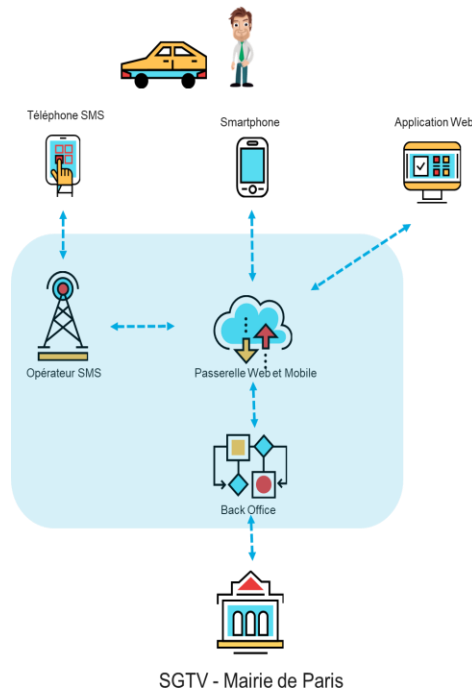 Téléphone SMS
Smartphone
Application Web
Opérateur SMS
Passerelle Web et Mobile
Back Office
SGTV - Mairie de Paris